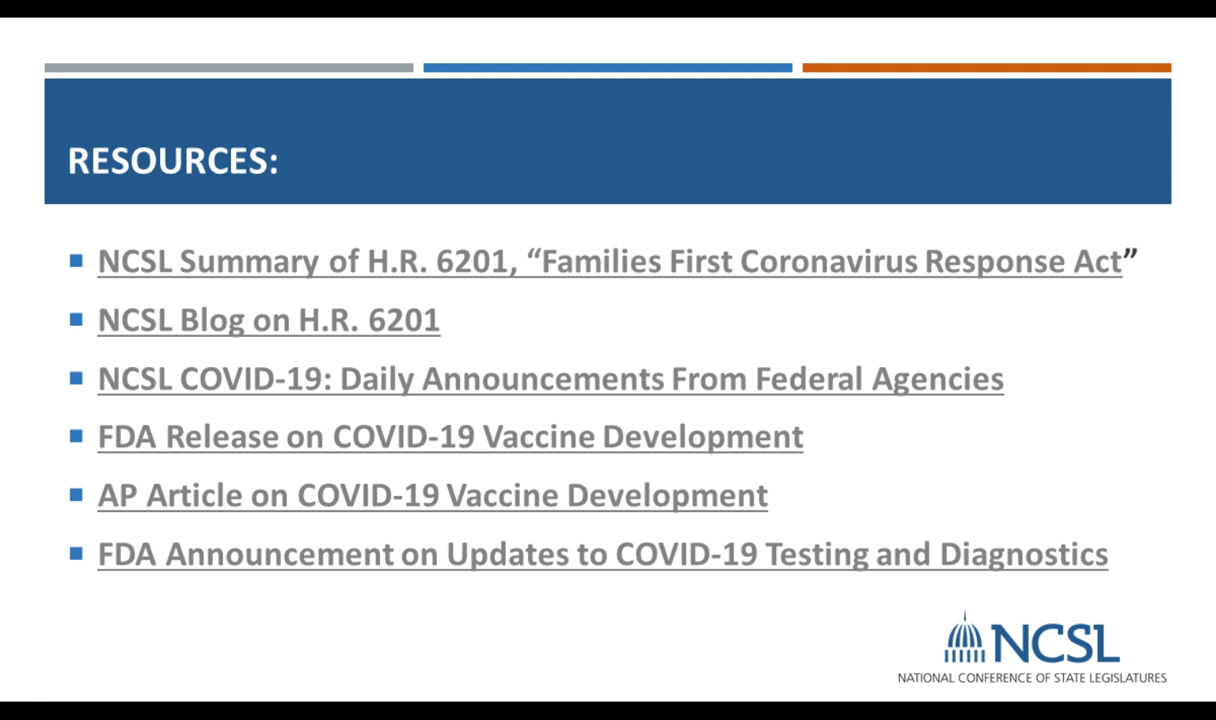 RESOURCES:
NCSL Summary of H.R. 6201, “Families First Coronavirus Response Act”
NCSL Blog on H.R. 6201
NCSL COVID-19: Daily Announcements From Federal Agencies
FDA Release on COVID-19 Vaccine Development
AP Article on COVID-19 Vaccine Development
FDA Announcement on Updates to COVID-19 Testing and Diagnostics
NCSL
NATIONAL CONFERENCE OF STATE LEGISLATURES